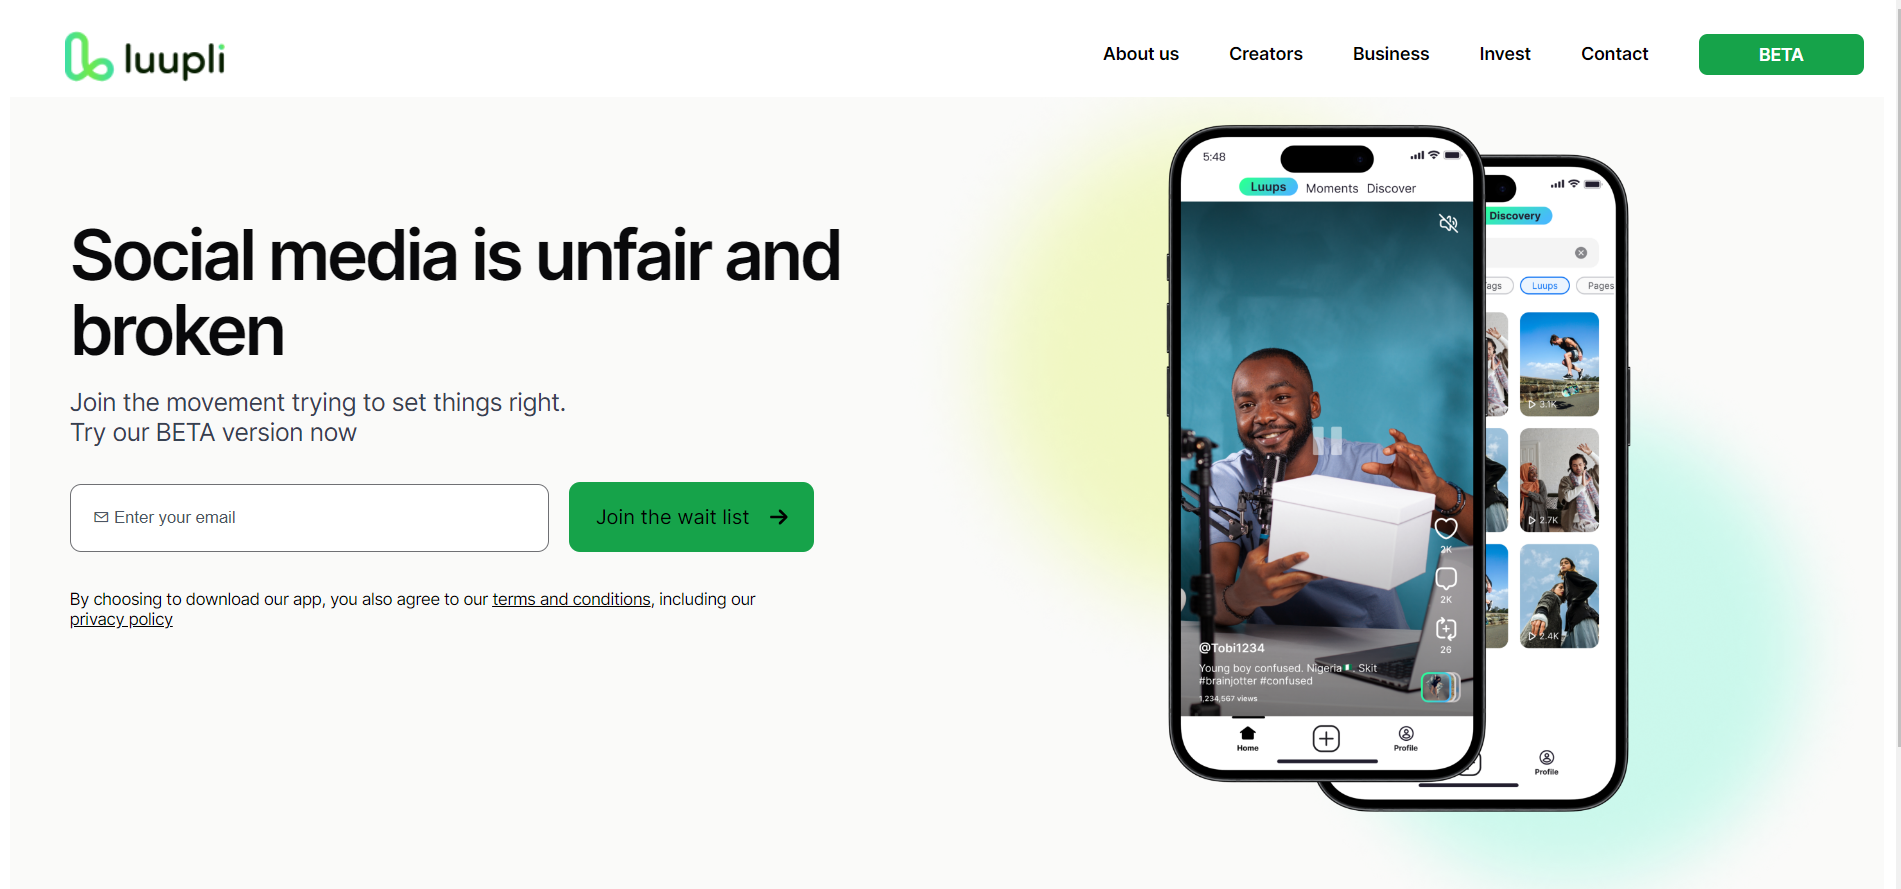 luupli
About us
Creators
Business
Invest
Contact
BETA
Social media is unfair and
broken
Join the movement trying to set things right.
Try our BETA version now
Enter your email
Join the wait list
By choosing to download our app, you also agree to our terms and conditions, including our
privacy policy
5:48
Luups
Moments
Discover
3K
2K
26
@Tobi1234
Young boy confused. Nigeria🇳🇬. Skit
#brainjotter #confused
1,234,567 views
Home
Profile
Discovery
Luups
Pages
3.1K
2.7K
2.4K
Profile